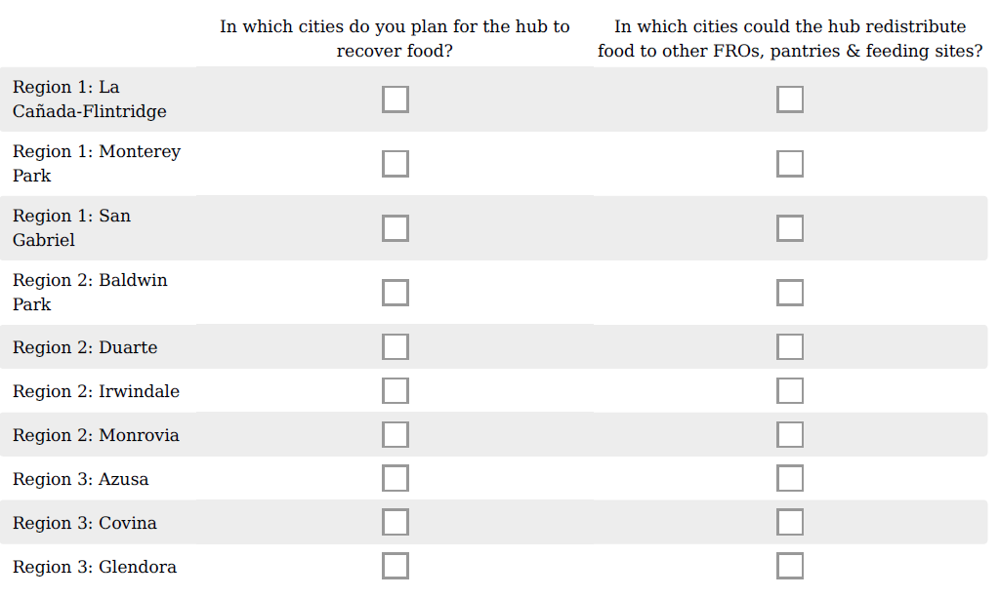 In which cities do you plan for the hub to
recover food?
In which cities could the hub redistribute
food to other FROs, pantries & feeding sites?
Region 1: La
Cañada-Flintridge
Region 1: Monterey
Park
Region 1: San
Gabriel
Region 2: Baldwin
Park
Region 2: Duarte
Region 2: Irwindale
Region 2: Monrovia
Region 3: Azusa
Region 3: Covina
Region 3: Glendora